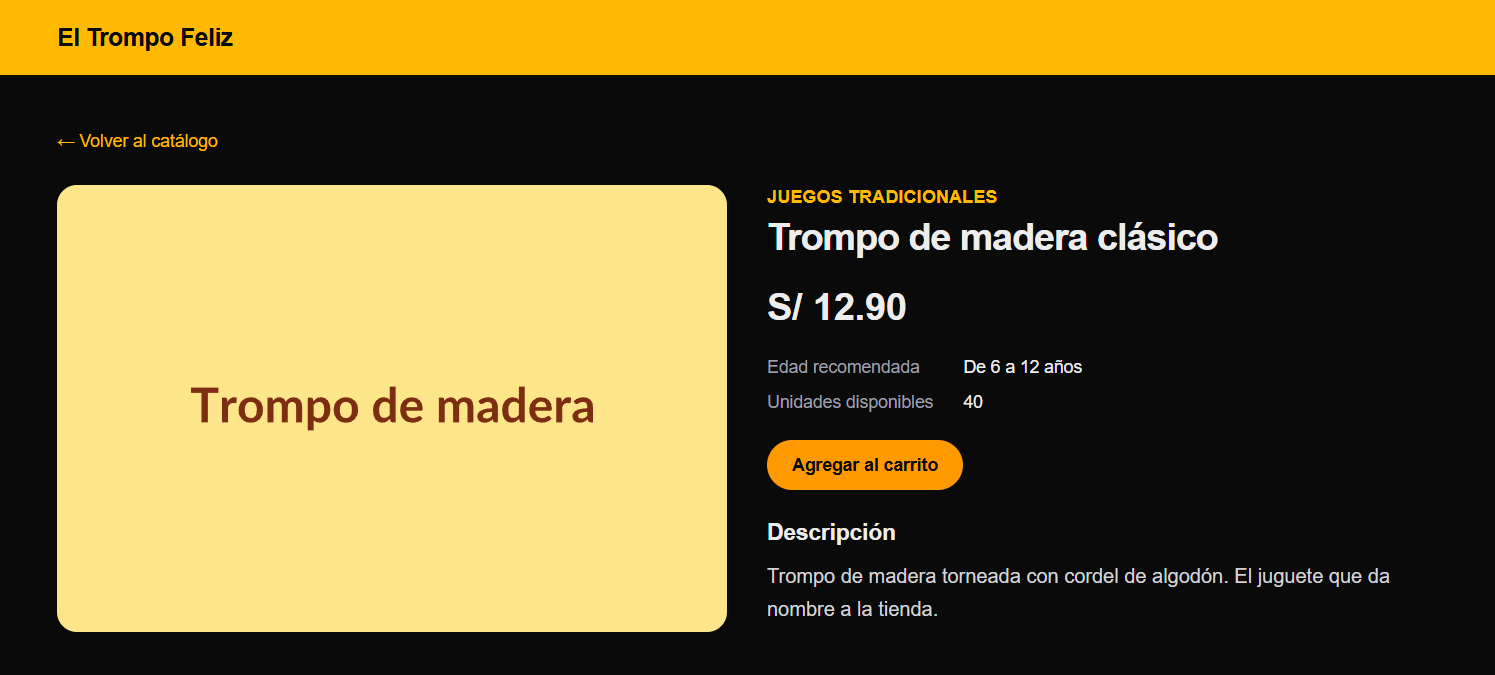 El Trompo Feliz
← Volver al catálogo
Trompo de madera
JUEGOS TRADICIONALES
Trompo de madera clásico
S/ 12.90
Edad recomendada De 6 a 12 años
Unidades disponibles 40
Agregar al carrito
Descripción
Trompo de madera torneada con cordel de algodón. El juguete que da
nombre a la tienda.